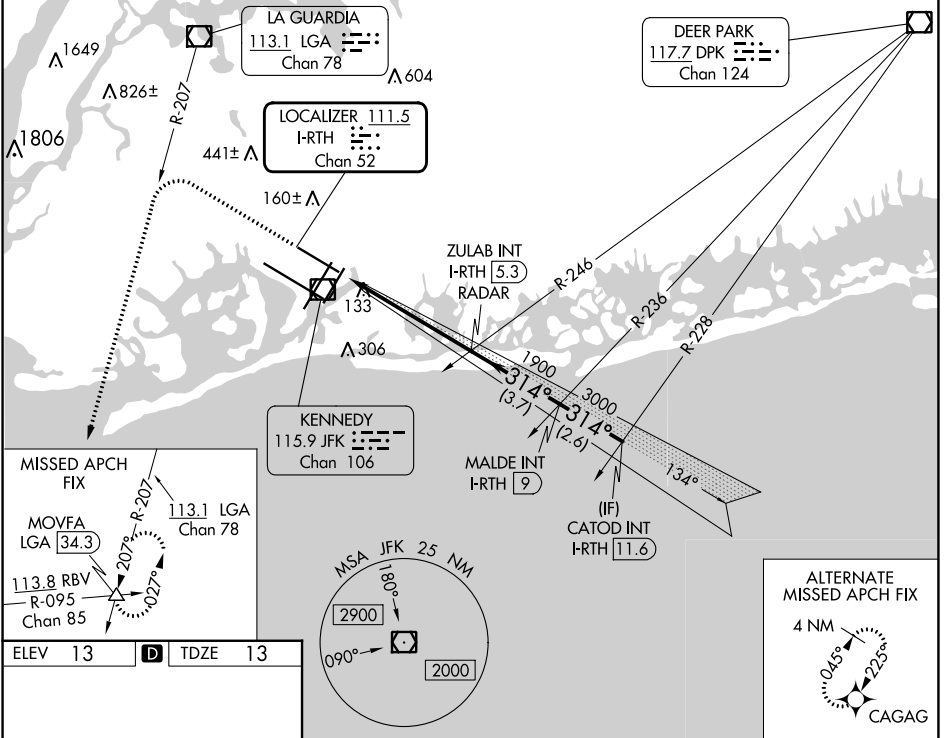 LA GUARDIA
113.1 LGA
Chan 78
DEER PARK
117.7 DPK
Chan 124
1649
826±
604
R-207
1806
441±
LOCALIZER 111.5
I-RTH
Chan 52
160±
ZULAB INT
I-RTH 5.3
RADAR
R-246
R-236
R-228
133
306
1900
3000
314°
(3.7)
314°
(2.6)
134°
KENNEDY
115.9 JFK
Chan 106
MALDE INT
I-RTH 9
(IF)
CATOD INT
I-RTH 11.6
MISSED APCH
FIX
R-207
113.1 LGA
Chan 78
MOVFA
LGA 34.3
207°
027°
113.8 RBV
R-095
Chan 85
MSA JFK 25 NM
180°
2900
090°
2000
ALTERNATE
MISSED APCH FIX
4 NM
045°
225°
CAGAG
ELEV 13 D TDZE 13